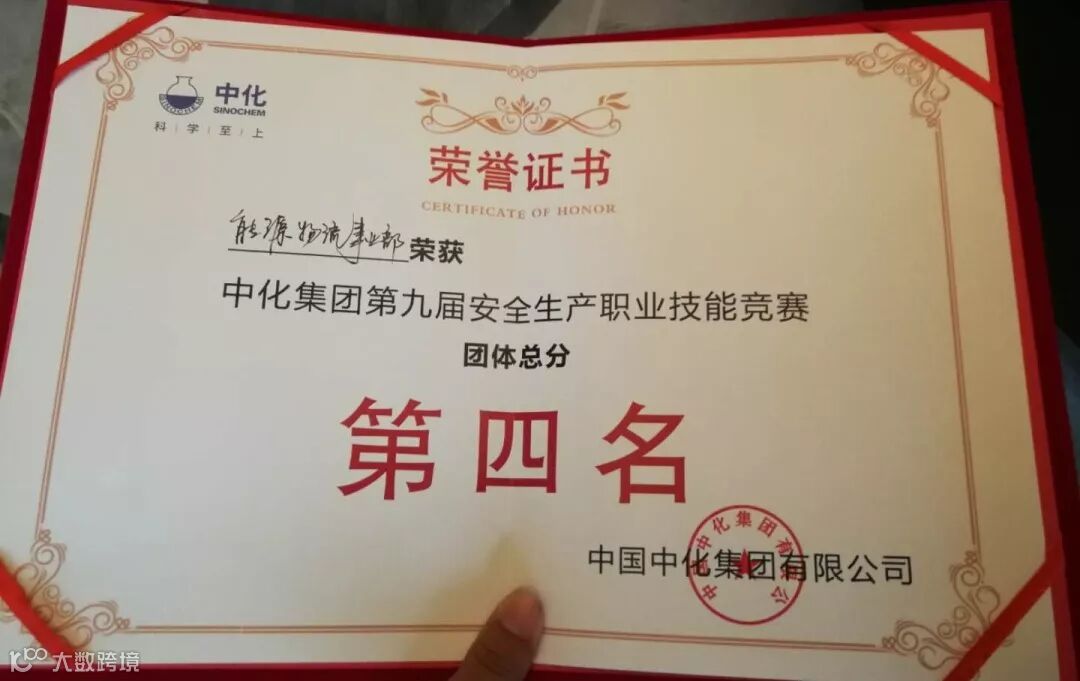 中化
SINOCHEM
科|学|至|上
荣誉证书
CERTIFICATE OF HONOR
能源物流事业部荣获
中化集团第九届安全生产职业技能竞赛
团体总分
第四名
中国中化集团有限公司
中国中化集团有限公
大数跨境